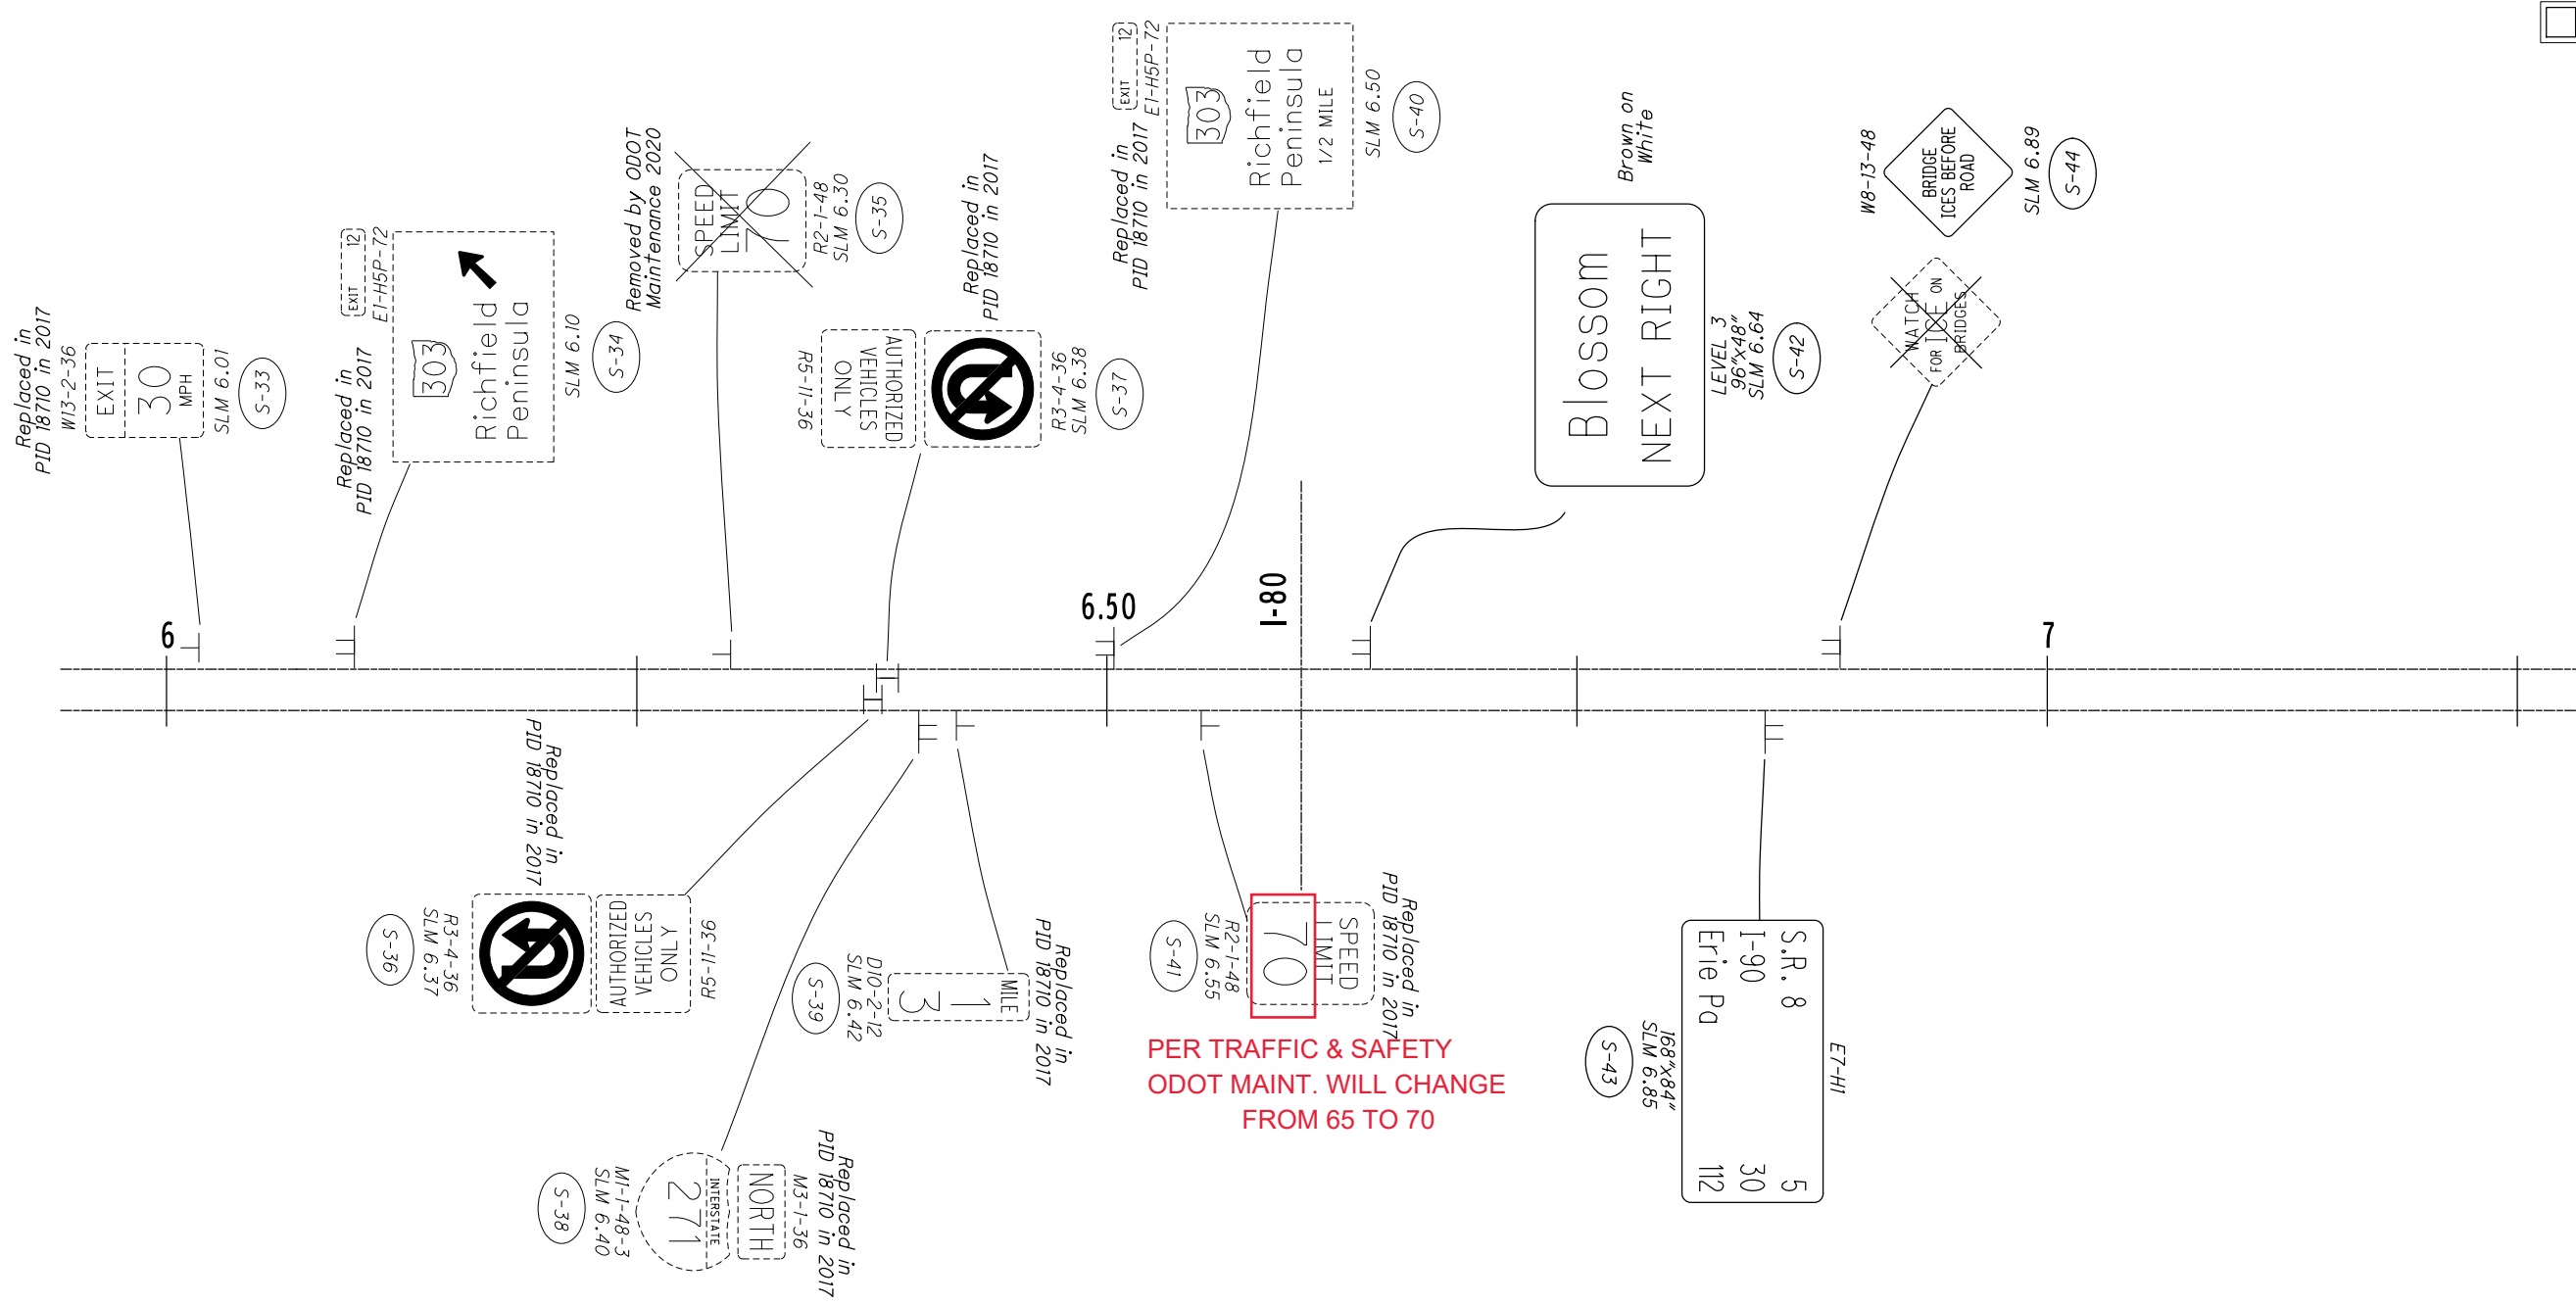 Replaced in
PID 18710 in 2017
W13-2-36
EXIT
30
MPH
SLM 6.01
S-33
Replaced in
PID 18710 in 2017
EXIT 12
E1-H5P-72
303
Richfield
Peninsula
SLM 6.10
S-34
Removed by ODOT
Maintenance 2020
SPEED
LIMIT
70
R2-1-48
SLM 6.30
S-35
R5-11-36
AUTHORIZED
VEHICLES
ONLY
Replaced in
PID 18710 in 2017
R3-4-36
SLM 6.38
S-37
Replaced in
PID 18710 in 2017
EXIT 12
E1-H5P-72
303
Richfield
Peninsula
1/2 MILE
SLM 6.50
S-40
Brown on
White
Blossom
NEXT RIGHT
LEVEL 3
96"x48"
SLM 6.64
S-42
W8-13-48
BRIDGE
ICES BEFORE
ROAD
SLM 6.89
S-44
WATCH
FOR ICE ON
BRIDGES
6
6.50
I-80
7
Replaced in
PID 18710 in 2017
R5-11-36
AUTHORIZED
VEHICLES
ONLY
R3-4-36
SLM 6.37
S-36
Replaced in
PID 18710 in 2017
M3-1-36
NORTH
INTERSTATE
271
M1-1-48-3
SLM 6.40
S-38
Replaced in
PID 18710 in 2017
MILE
1
3
D10-2-12
SLM 6.42
S-39
Replaced in
PID 18710 in 2017
SPEED
LIMIT
70
R2-1-48
SLM 6.55
S-41
PER TRAFFIC & SAFETY
ODOT MAINT. WILL CHANGE
FROM 65 TO 70
E7-H1
S.R. 8 5
I-90 30
Erie Pa 112
168"x84"
SLM 6.85
S-43